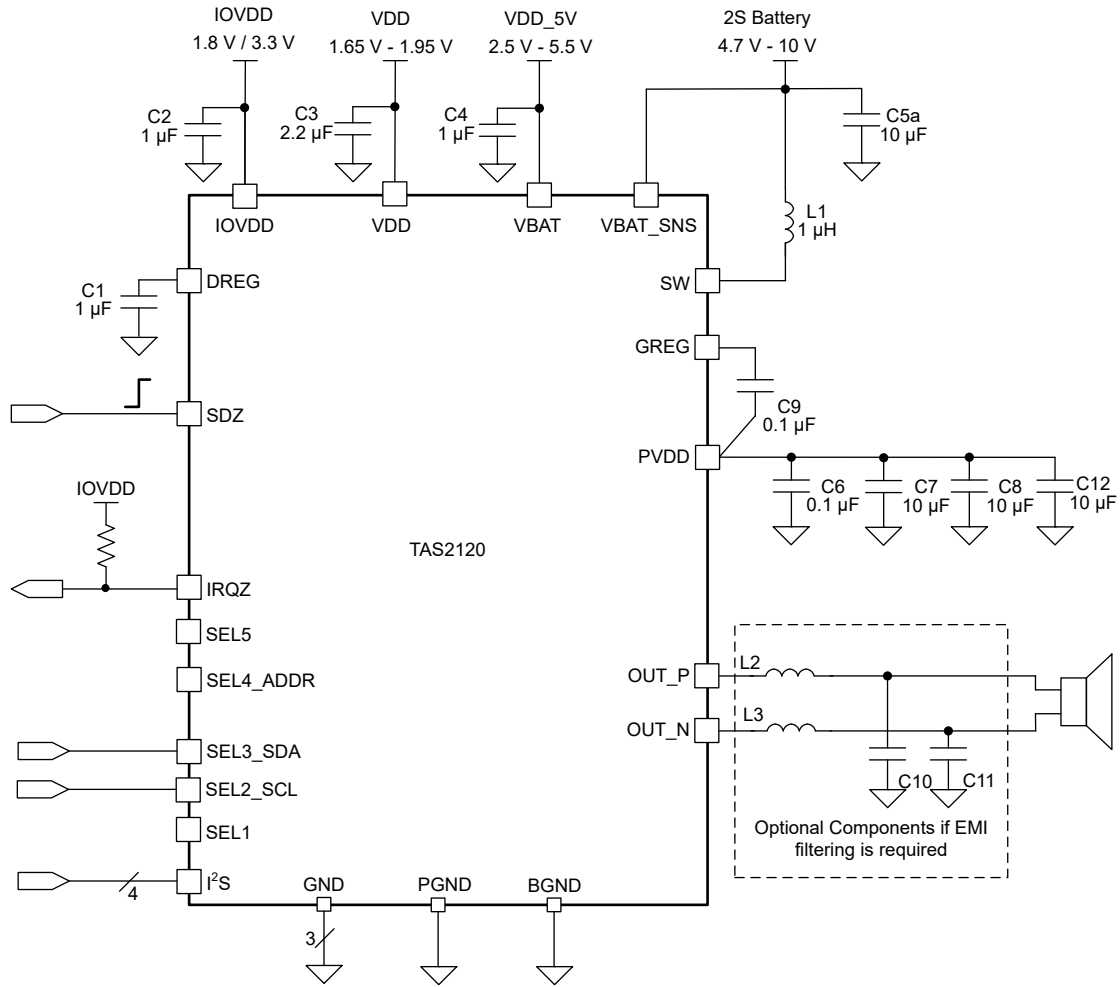 IOVDD
1.8 V / 3.3 V
VDD
1.65 V - 1.95 V
VDD_5V
2.5 V - 5.5 V
2S Battery
4.7 V - 10 V
C2
1 µF
C3
2.2 µF
C4
1 µF
C5a
10 µF
IOVDD
VDD
VBAT
VBAT_SNS
L1
1 µH
DREG
SW
C1
1 µF
GREG
C9
0.1 µF
SDZ
PVDD
C6
0.1 µF
C7
10 µF
C8
10 µF
C12
10 µF
IOVDD
TAS2120
IRQZ
SEL5
SEL4_ADDR
OUT_P
L2
OUT_N
L3
SEL3_SDA
SEL2_SCL
SEL1
C10
C11
Optional Components if EMI
filtering is required
I²S
4
GND
PGND
BGND
3